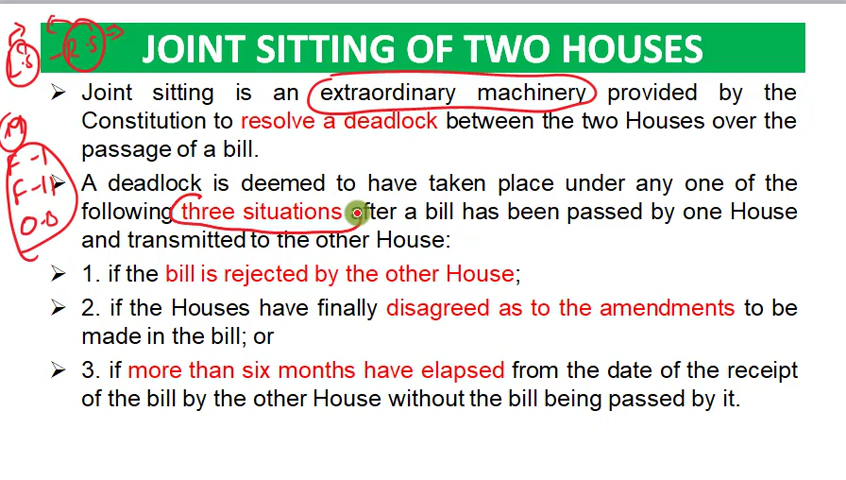 L.S
R.S
JOINT SITTING OF TWO HOUSES
➢ Joint sitting is an extraordinary machinery provided by the
Constitution to resolve a deadlock between the two Houses over the
passage of a bill.
F-1
F-11
O.B
➢ A deadlock is deemed to have taken place under any one of the
following three situations after a bill has been passed by one House
and transmitted to the other House:
➢ 1. if the bill is rejected by the other House;
➢ 2. if the Houses have finally disagreed as to the amendments to be
made in the bill; or
➢ 3. if more than six months have elapsed from the date of the receipt
of the bill by the other House without the bill being passed by it.